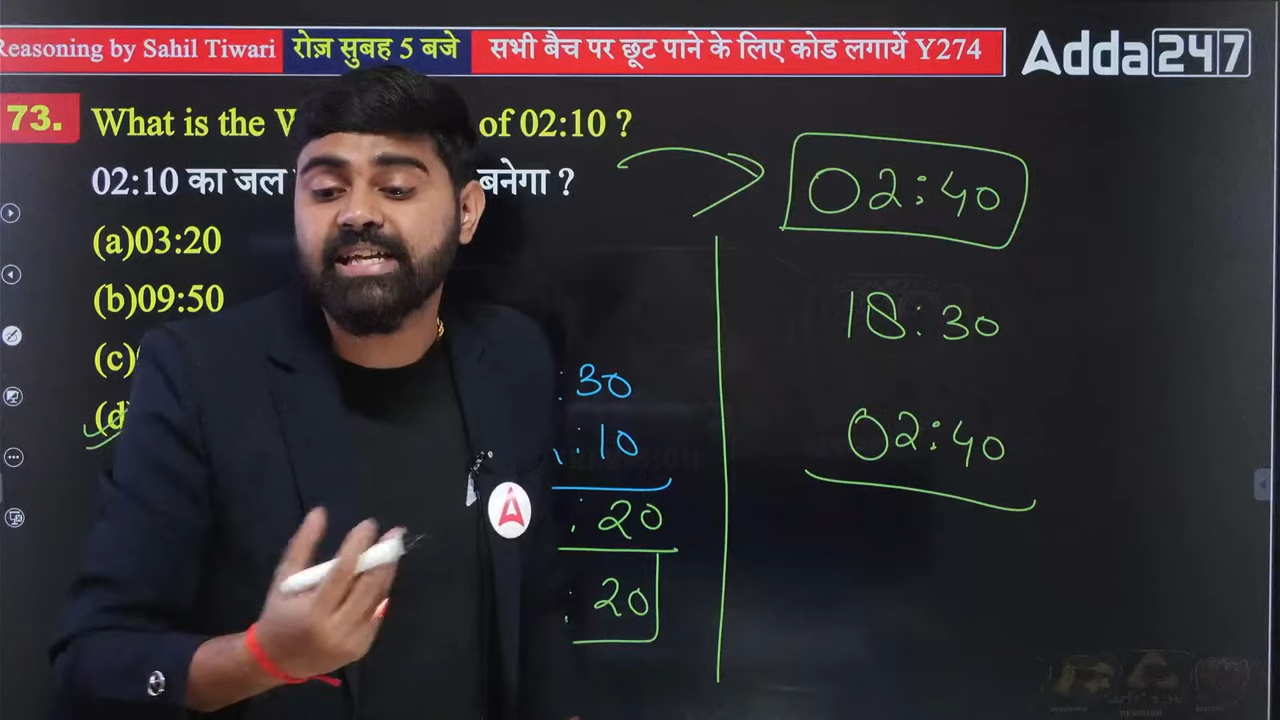 Reasoning by Sahil Tiwari
रोज़ सुबह 5 बजे
सभी बैच पर छूट पाने के लिए कोड लगायें Y274
Adda247
73. What is the of 02:10 ?
02:10 का जल बनेगा ?
(a)03:20
(b)09:50
(c)
(d)
: 30
: 10
: 20
: 20
02:40
18:30
02:40